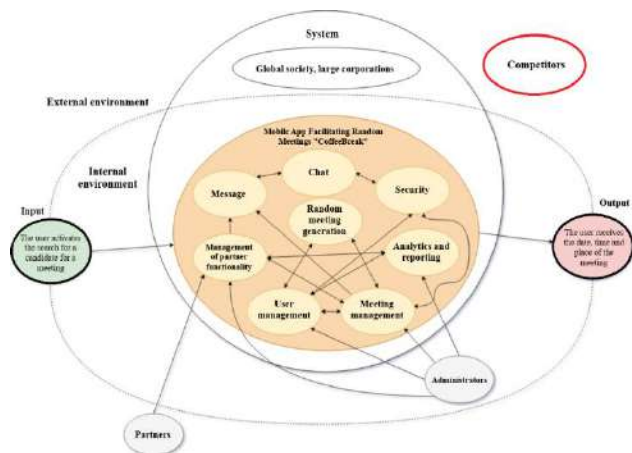 System
Global society, large corporations
Competitors
External environment
Mobile App Facilitating Random
Meetings "CoffeeBreak"
Internal
environment
Chat
Message
Security
Input
Output
Random
meeting
generation
The user activates
the search for a
candidate for a
meeting
The user receives
the date, time and
place of the
meeting
Management
of partner
functionality
Analytics and
reporting
User
management
Meeting
management
Administrators
Partners